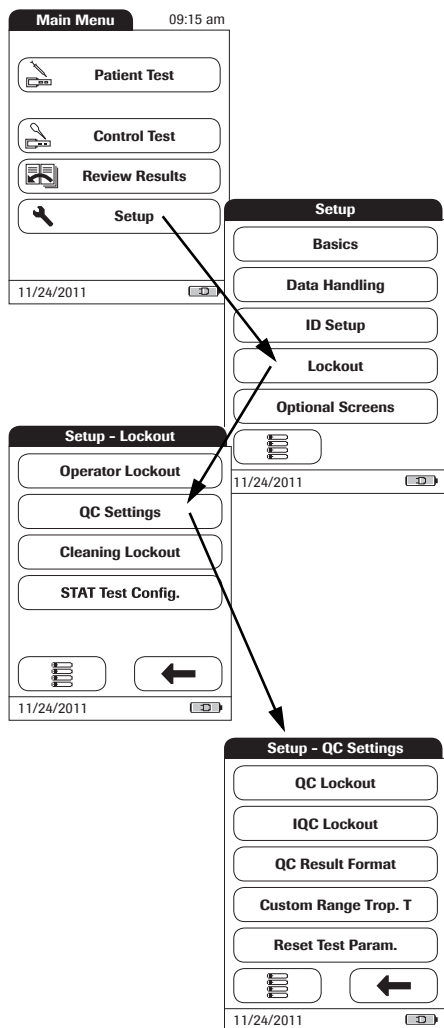 Main Menu 09:15 am
Patient Test
Control Test
Review Results
Setup
11/24/2011
Setup
Basics
Data Handling
ID Setup
Lockout
Optional Screens
11/24/2011
Setup - Lockout
Operator Lockout
QC Settings
Cleaning Lockout
STAT Test Config.
11/24/2011
Setup - QC Settings
QC Lockout
IQC Lockout
QC Result Format
Custom Range Trop. T
Reset Test Param.
11/24/2011